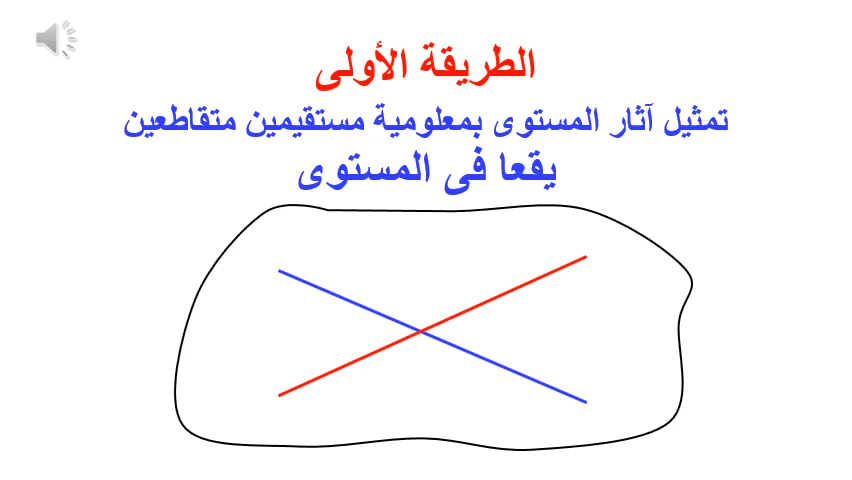 الطريقة الأولى
تمثيل آثار المستوى بمعلومية مستقيمين متقاطعين
يقعا فى المستوى